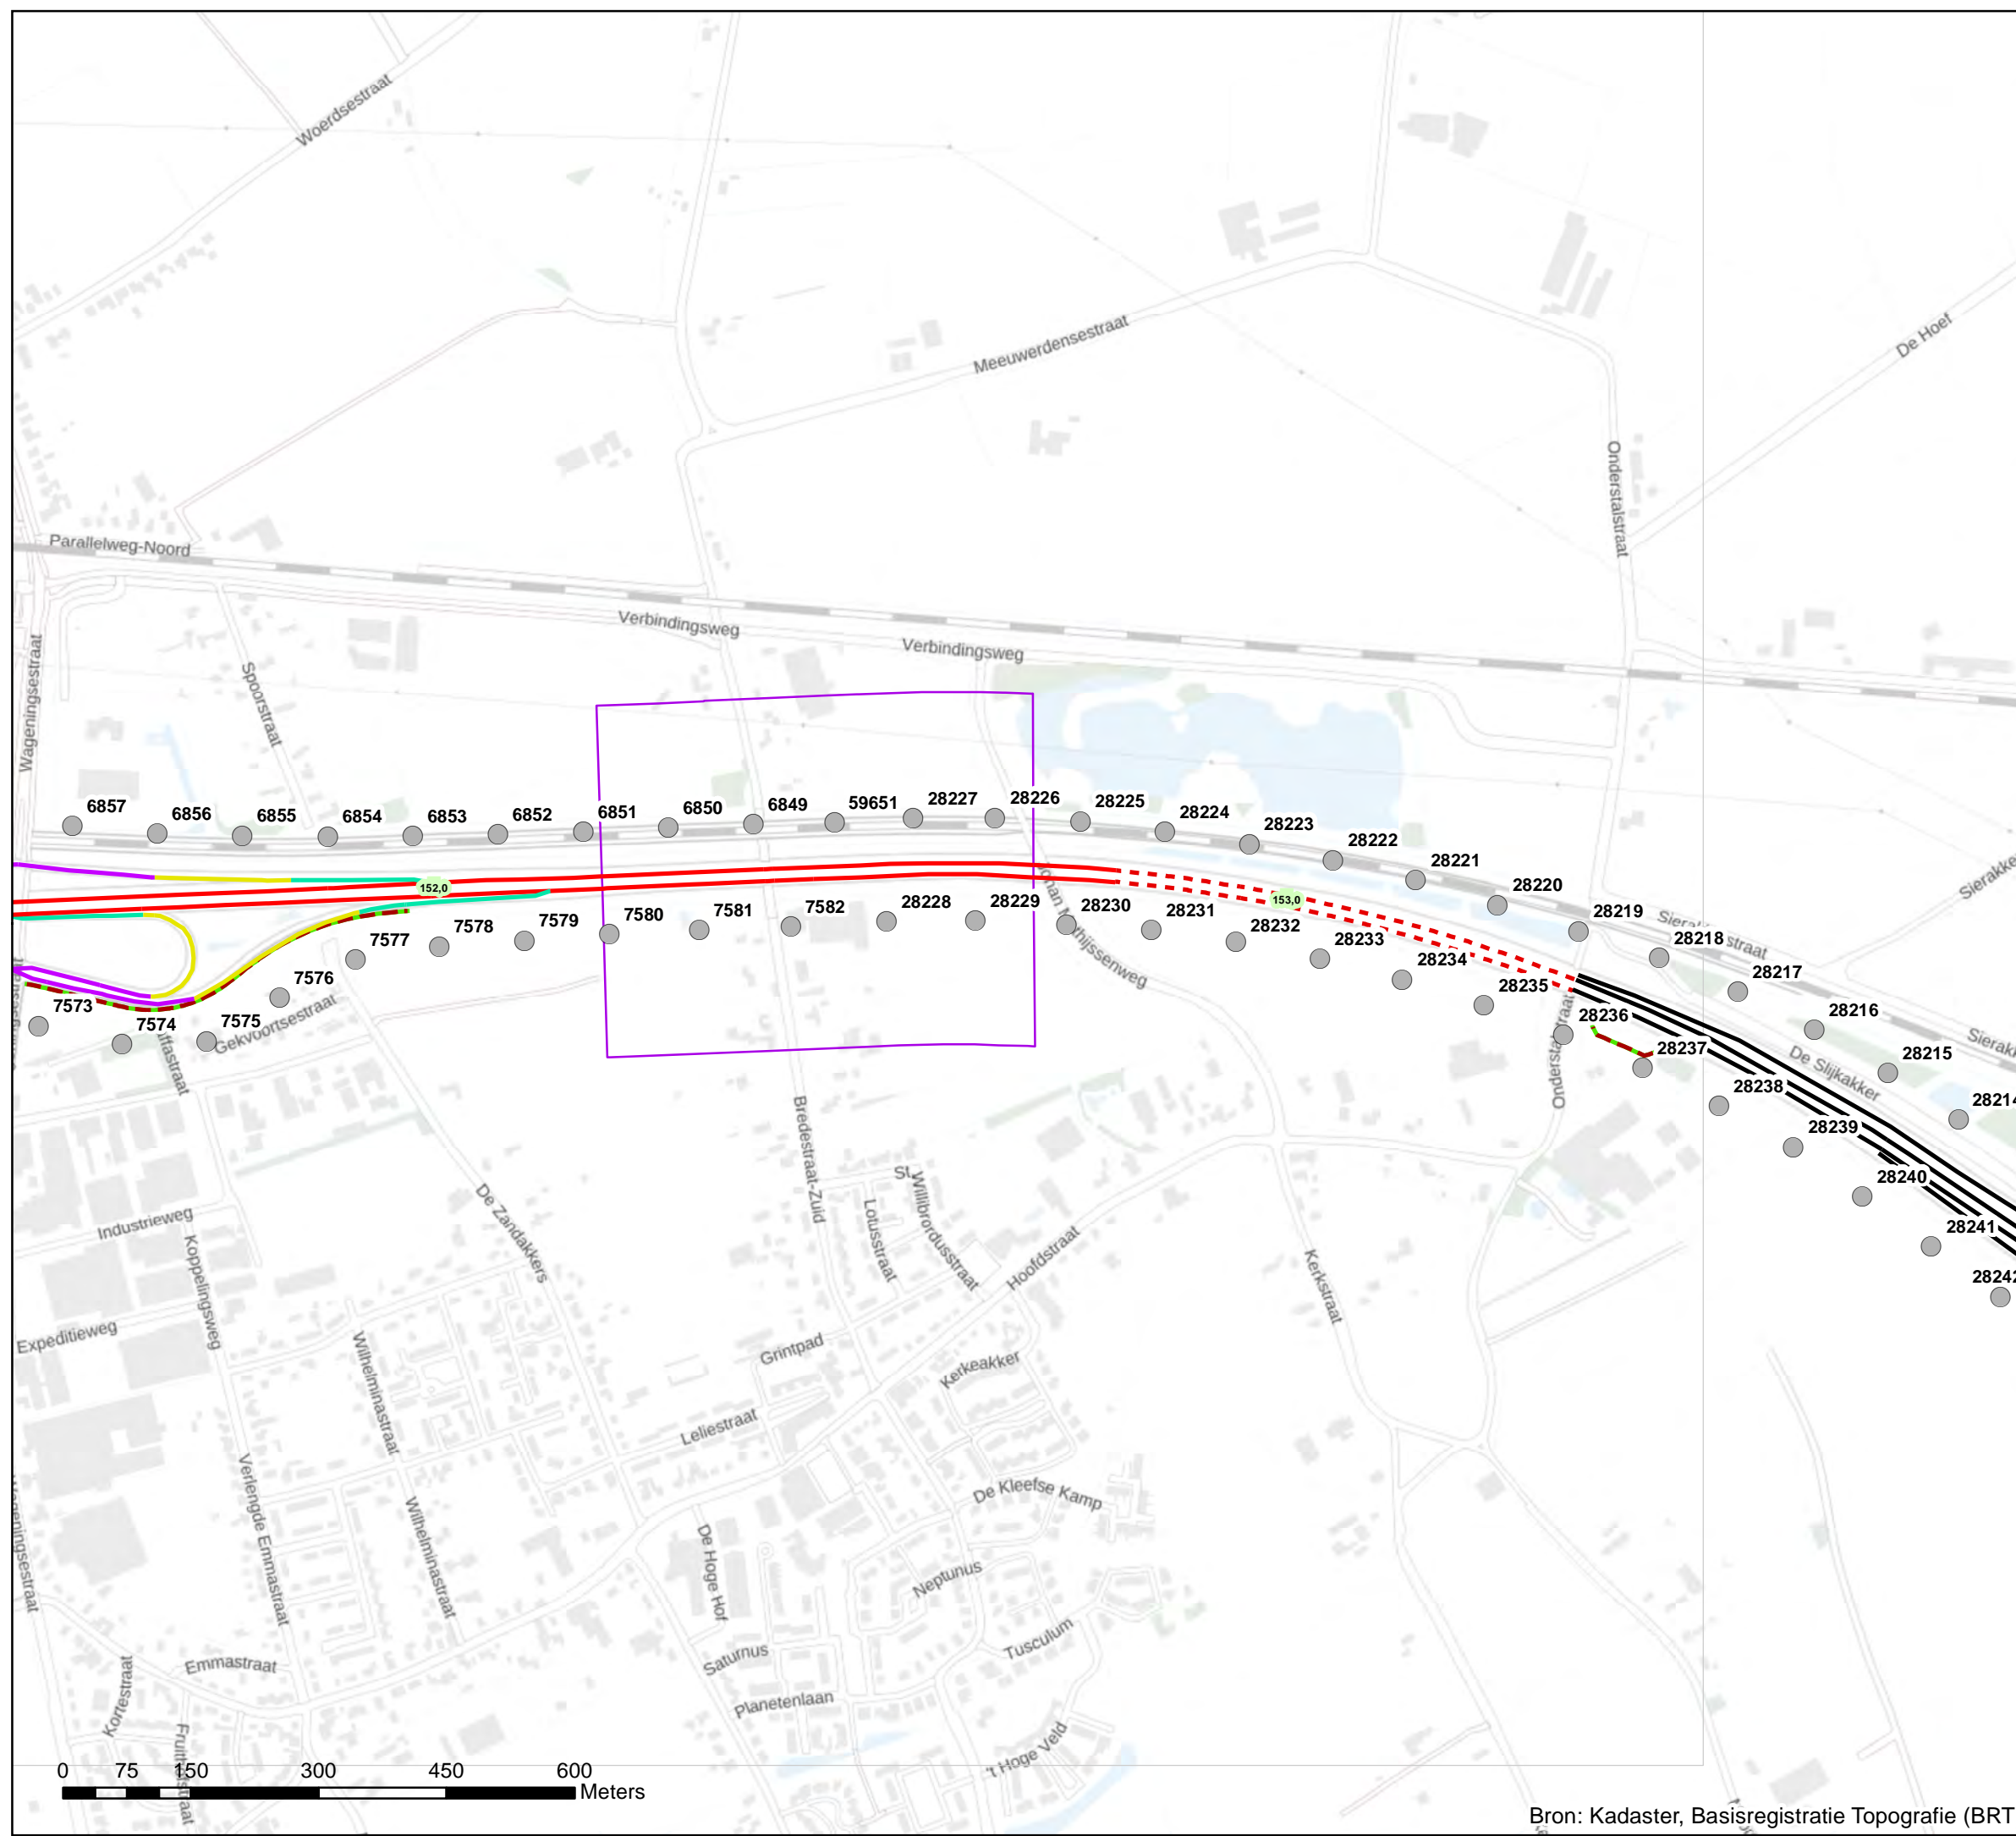 Woerdsestraat
Meeuwerdensestraat
De Hoef
Onderstalstraat
Parallelweg-Noord
Verbindingsweg
Verbindingsweg
Wageningsestraat
Spoorstraat
6857
6856
6855
6854
6853
6852
6851
6850
6849
59651
28227
28226
28225
28224
28223
28222
28221
28220
28219
28218
28217
28216
28215
28214
152,0
153,0
7573
7574
7575
7576
7577
7578
7579
7580
7581
7582
28228
28229
28230
28231
28232
28233
28234
28235
28236
28237
28238
28239
28240
28241
28242
Gekvoortsestraat
De Slijkakker
Bredestraat-Zuid
De Zandakkers
Industrieweg
Koppelingsweg
Expeditieweg
Lotusstraat
St.
Willibrordusstraat
Hoofdstraat
Kerkstraat
Grintpad
Kerkeakker
Leliestraat
Wilhelminastraat
Wilhelminastraat
Verlengde Emmastraat
De Kleefse Kamp
De Hoge Hof
Neptunus
Tusculum
Saturnus
Planetenlaan
't Hoge Veld
Emmastraat
Kortestraat
0 75 150 300 450 600
Meters
Bron: Kadaster, Basisregistratie Topografie (BRT